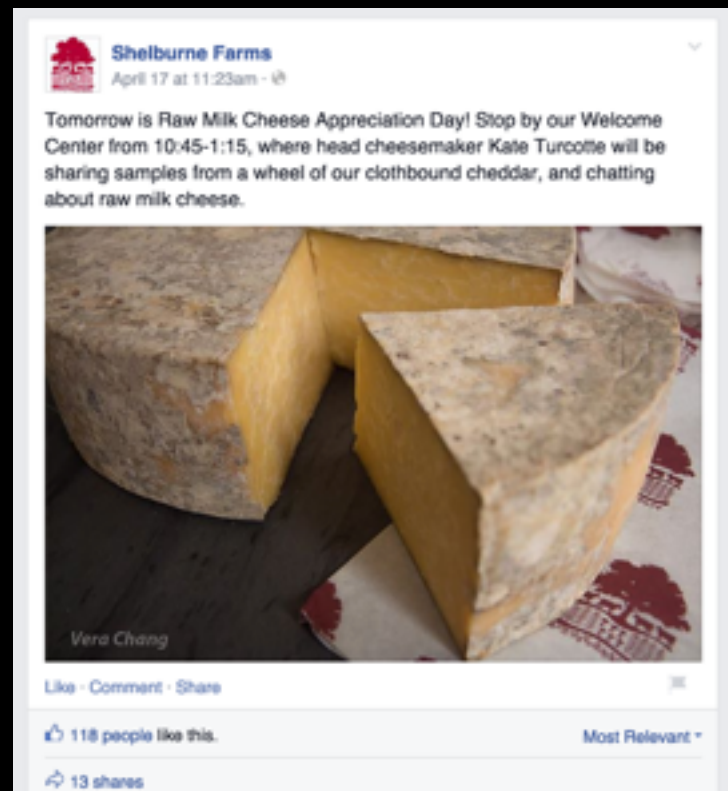 Shelburne Farms
April 17 at 11:23am ·
Tomorrow is Raw Milk Cheese Appreciation Day! Stop by our Welcome
Center from 10:45-1:15, where head cheesemaker Kate Turcotte will be
sharing samples from a wheel of our clothbound cheddar, and chatting
about raw milk cheese.
Vera Chang
Like · Comment · Share
118 people like this.
Most Relevant
13 shares